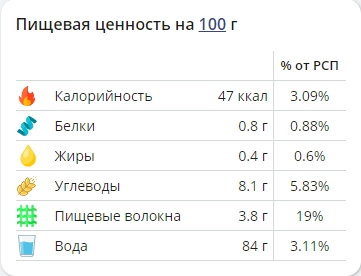 Пищевая ценность на 100 г
% от РСП
Калорийность 47 ккал 3.09%
Белки 0.8 г 0.88%
Жиры 0.4 г 0.6%
Углеводы 8.1 г 5.83%
Пищевые волокна 3.8 г 19%
Вода 84 г 3.11%